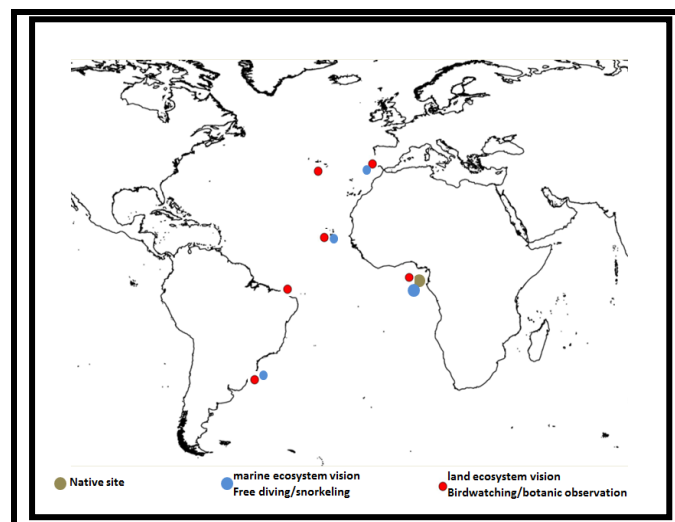 Native site
marine ecosystem vision
Free diving/snorkeling
land ecosystem vision
Birdwatching/botanic observation